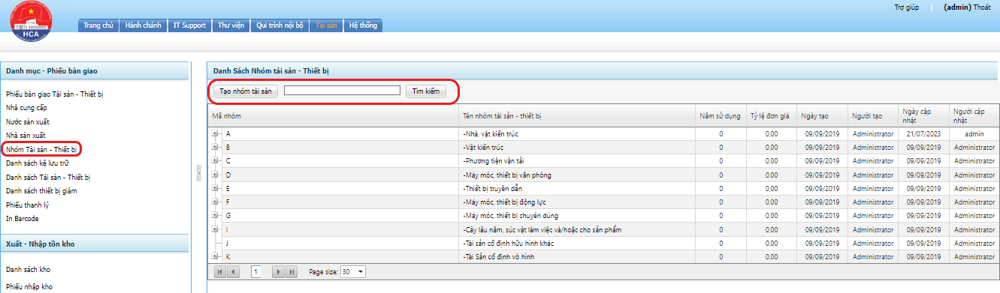 Trợ giúp | (admin) Thoát
HCA
Trang chủ Hành chánh IT Support Thư viện Qui trình nội bộ Tài sản Hệ thống
Danh mục - Phiếu bàn giao
Phiếu bàn giao Tài sản - Thiết bị
Nhà cung cấp
Nước sản xuất
Nhà sản xuất
Nhóm Tài sản - Thiết bị
Danh sách kệ lưu trữ
Danh sách Tài sản - Thiết bị
Danh sách thiết bị giảm
Phiếu thanh lý
In Barcode
Xuất - Nhập tồn kho
Danh sách kho
Phiếu nhập kho
Danh Sách Nhóm tài sản - Thiết bị
Tạo nhóm tài sản Tìm kiếm
Mã nhóm Tên nhóm tài sản - thiết bị Năm sử dụng Tỷ lệ đơn giá Ngày tạo Người tạo Ngày cập nhật Người cập nhật
A -Nhà, vật kiến trúc 0 0,00 09/09/2019 Administrator 21/07/2023 admin
B -Vật kiến trúc 0 0,00 09/09/2019 Administrator 09/09/2019 Administrator
C -Phương tiện vận tải 0 0,00 09/09/2019 Administrator 09/09/2019 Administrator
D -Máy móc, thiết bị văn phòng 0 0,00 09/09/2019 Administrator 09/09/2019 Administrator
E -Thiết bị truyền dẫn 0 0,00 09/09/2019 Administrator 09/09/2019 Administrator
F -Máy móc, thiết bị động lực 0 0,00 09/09/2019 Administrator 09/09/2019 Administrator
G -Máy móc, thiết bị chuyên dùng 0 0,00 09/09/2019 Administrator 09/09/2019 Administrator
I -Cây lâu năm, súc vật làm việc và/hoặc cho sản phẩm 0 0,00 09/09/2019 Administrator 09/09/2019 Administrator
J -Tài sản cố định hữu hình khác 0 0,00 09/09/2019 Administrator 09/09/2019 Administrator
K -Tài Sản cố định vô hình 0 0,00 09/09/2019 Administrator 09/09/2019 Administrator
1 Page size: 30